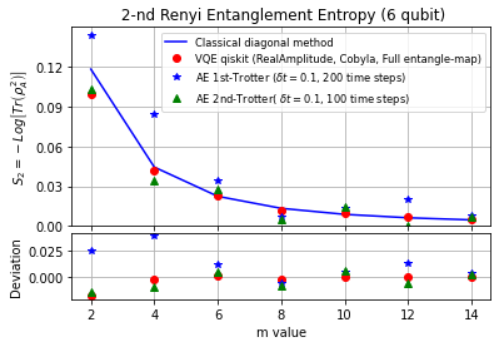 2-nd Renyi Entanglement Entropy (6 qubit)
Classical diagonal method
VQE qiskit (RealAmplitude, Cobyla, Full entangle-map)
AE 1st-Trotter (δt = 0.1, 200 time steps)
AE 2nd-Trotter( δt = 0.1, 100 time steps)
S₂ = −Log[Tr(ρ_A^2)]
0.12
0.09
0.06
0.03
0.00
Deviation
0.025
0.000
2 4 6 8 10 12 14
m value